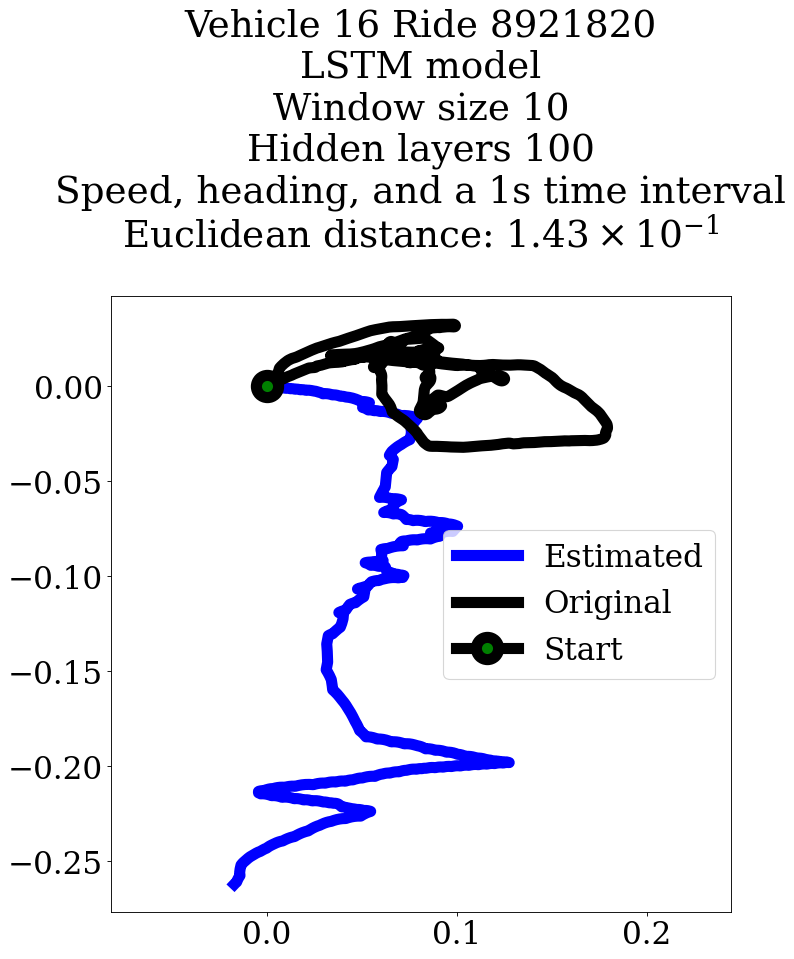 Vehicle 16 Ride 8921820
LSTM model
Window size 10
Hidden layers 100
Speed, heading, and a 1s time interval
Euclidean distance: 1.43 × 10⁻¹
0.00
−0.05
−0.10
−0.15
−0.20
−0.25
Estimated
Original
Start
0.0
0.1
0.2